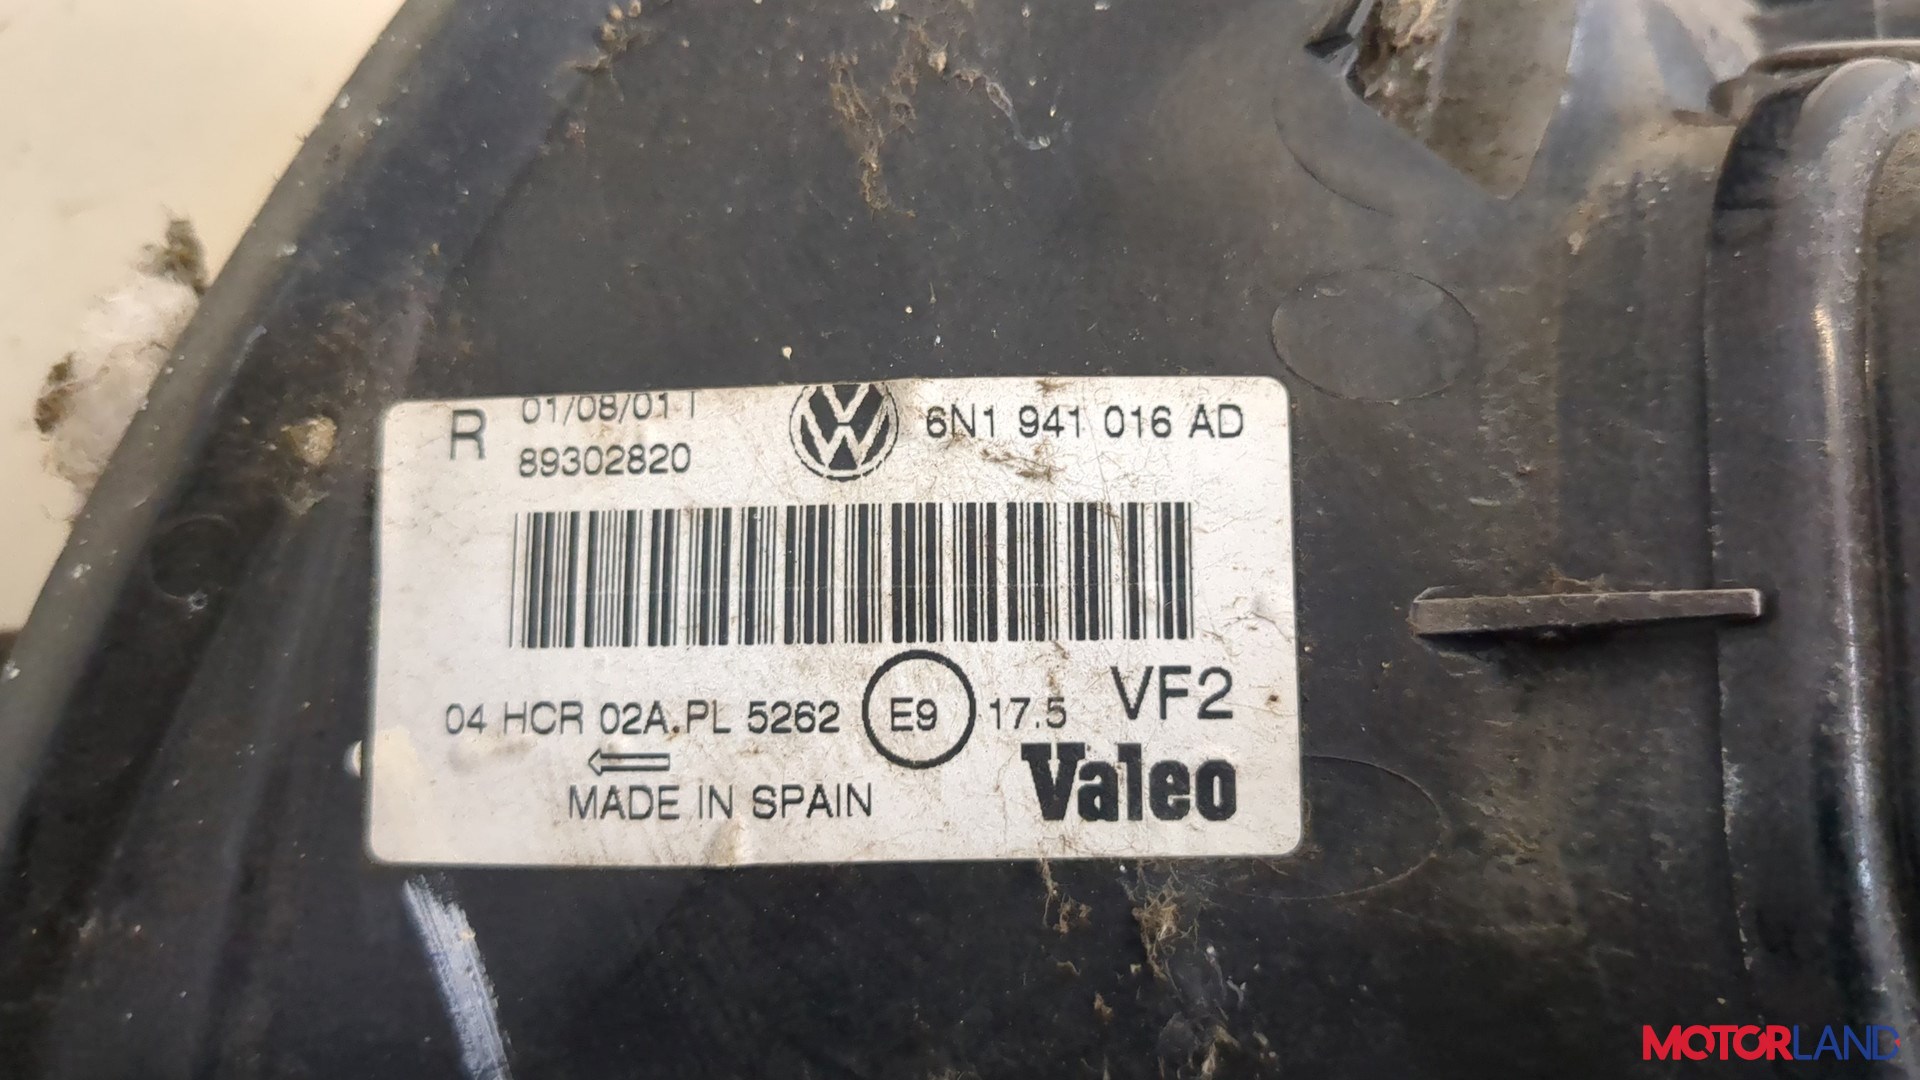 R 01/08/01 T 6N1 941 016 AD
89302820
04 HCR 02A.PL 5262 E9 17.5 VF2
MADE IN SPAIN Valeo
MOTORLAND